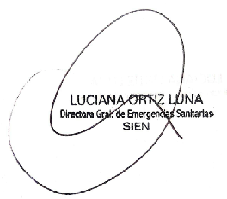 LUCIANA ORTIZ LUNA
Directora Gral. de Emergencias Sanitarias
SIEN